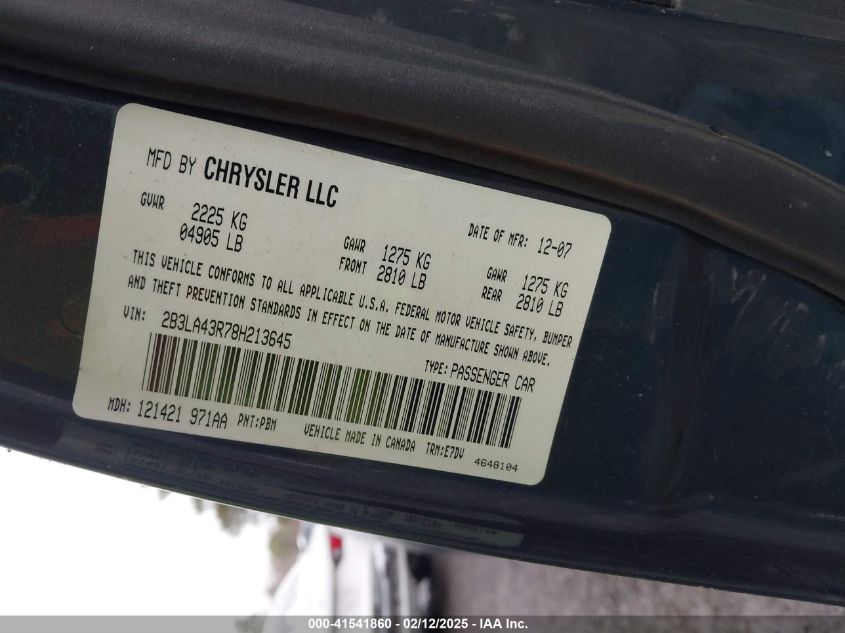 MFD BY CHRYSLER LLC
DATE OF MFR: 12-07
GVWR 2225 KG
04905 LB
GAWR FRONT 1275 KG
2810 LB
GAWR REAR 1275 KG
2810 LB
THIS VEHICLE CONFORMS TO ALL APPLICABLE U.S.A. FEDERAL MOTOR VEHICLE SAFETY, BUMPER
AND THEFT PREVENTION STANDARDS IN EFFECT ON THE DATE OF MANUFACTURE SHOWN ABOVE.
VIN: 2B3LA43R78H213645
TYPE: PASSENGER CAR
MDH: 121421 971AA PNT:PBM
VEHICLE MADE IN CANADA TRM:E7DV
4648104
000-41541860 - 02/12/2025 - IAA Inc.